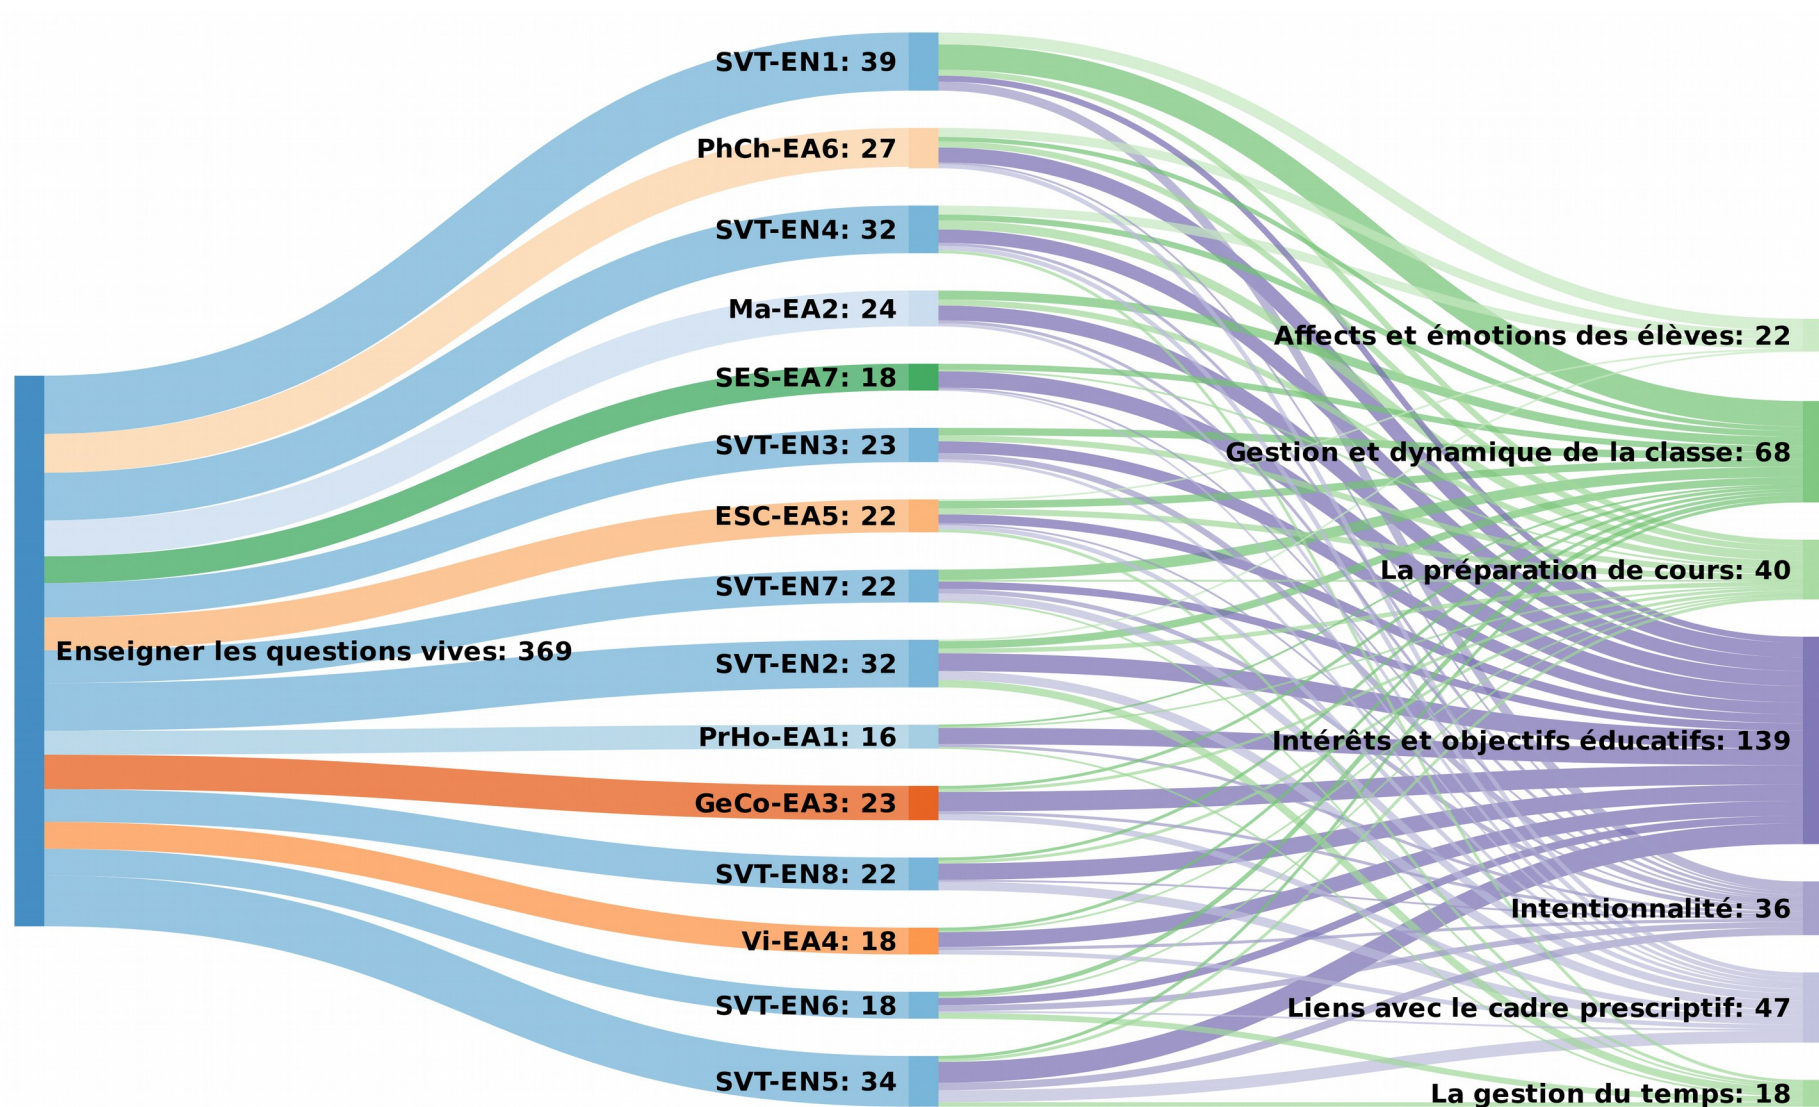 Enseigner les questions vives: 369
SVT-EN1: 39
PhCh-EA6: 27
SVT-EN4: 32
Ma-EA2: 24
SES-EA7: 18
SVT-EN3: 23
ESC-EA5: 22
SVT-EN7: 22
SVT-EN2: 32
PrHo-EA1: 16
GeCo-EA3: 23
SVT-EN8: 22
Vi-EA4: 18
SVT-EN6: 18
SVT-EN5: 34
Affects et émotions des élèves: 22
Gestion et dynamique de la classe: 68
La préparation de cours: 40
Intérêts et objectifs éducatifs: 139
Intentionnalité: 36
Liens avec le cadre prescriptif: 47
La gestion du temps: 18